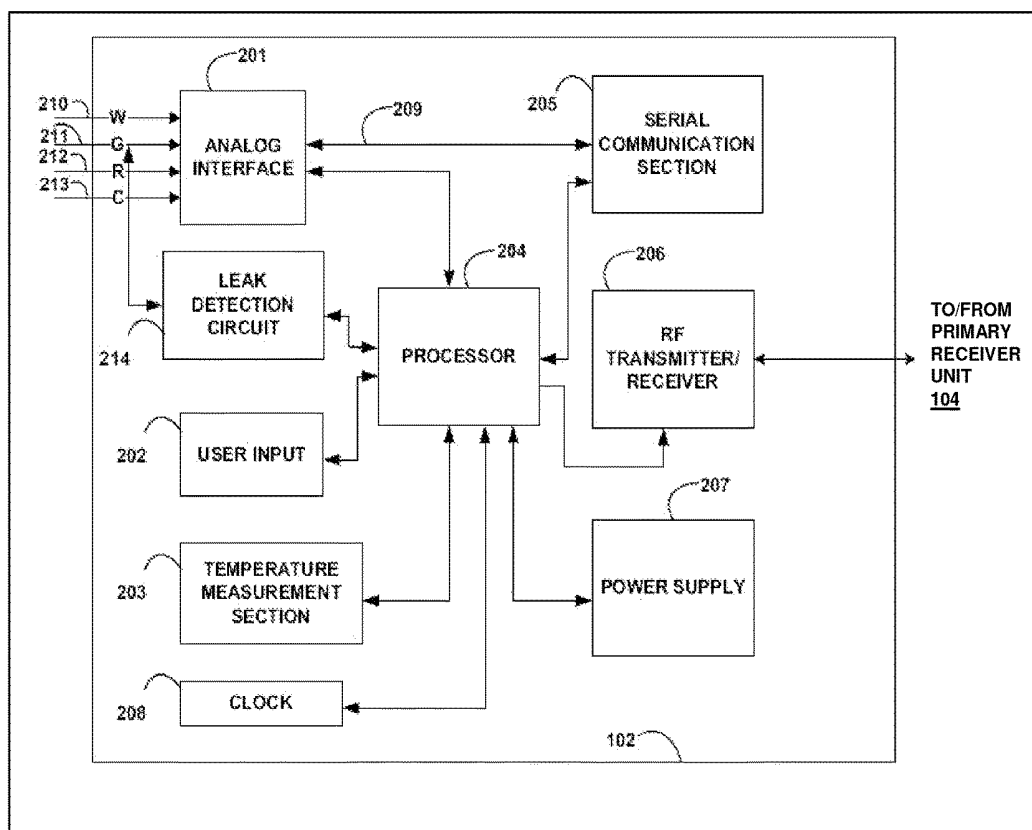 201
210
W
211
G
212
R
213
C
ANALOG
INTERFACE
209
205
SERIAL
COMMUNICATION
SECTION
LEAK
DETECTION
CIRCUIT
214
204
PROCESSOR
206
RF
TRANSMITTER/
RECEIVER
TO/FROM
PRIMARY
RECEIVER
UNIT
104
202
USER INPUT
207
POWER SUPPLY
203
TEMPERATURE
MEASUREMENT
SECTION
208
CLOCK
102